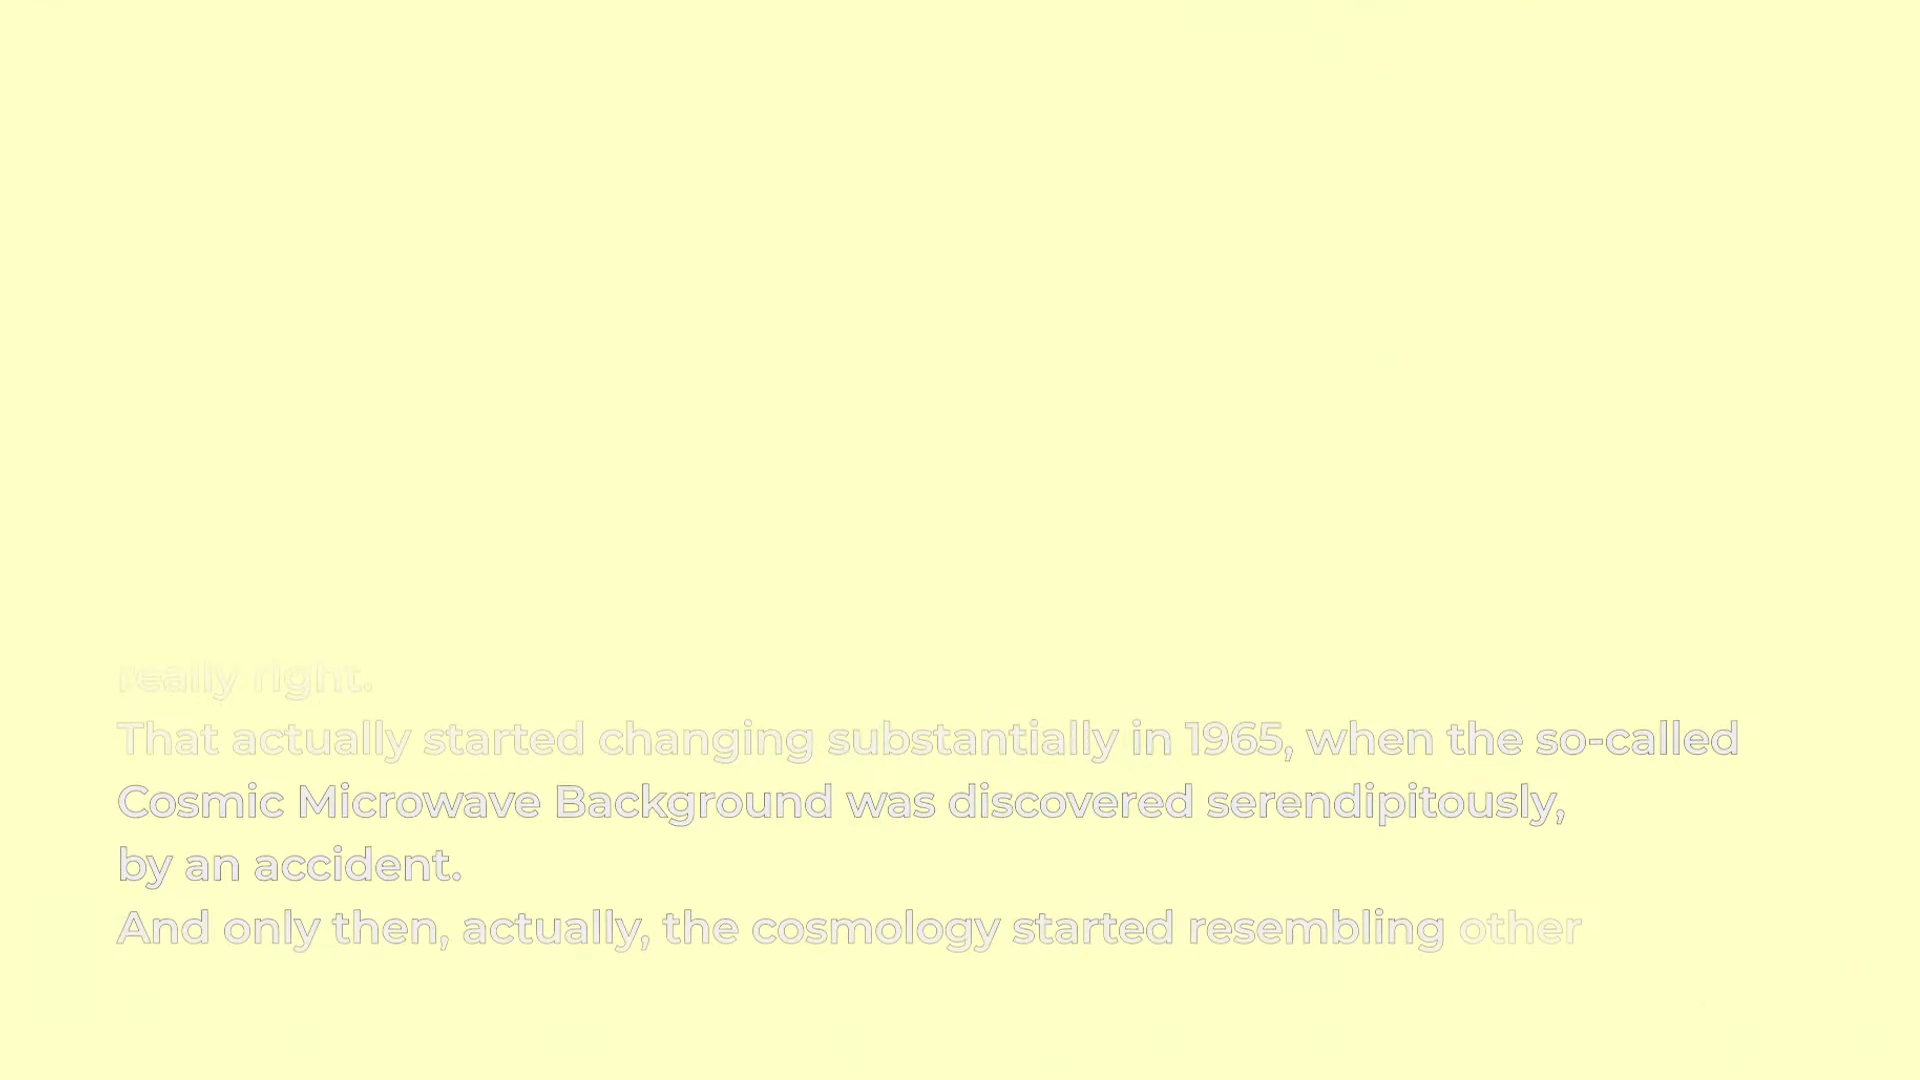 really right.
That actually started changing substantially in 1965, when the so-called
Cosmic Microwave Background was discovered serendipitously,
by an accident.
And only then, actually, the cosmology started resembling other